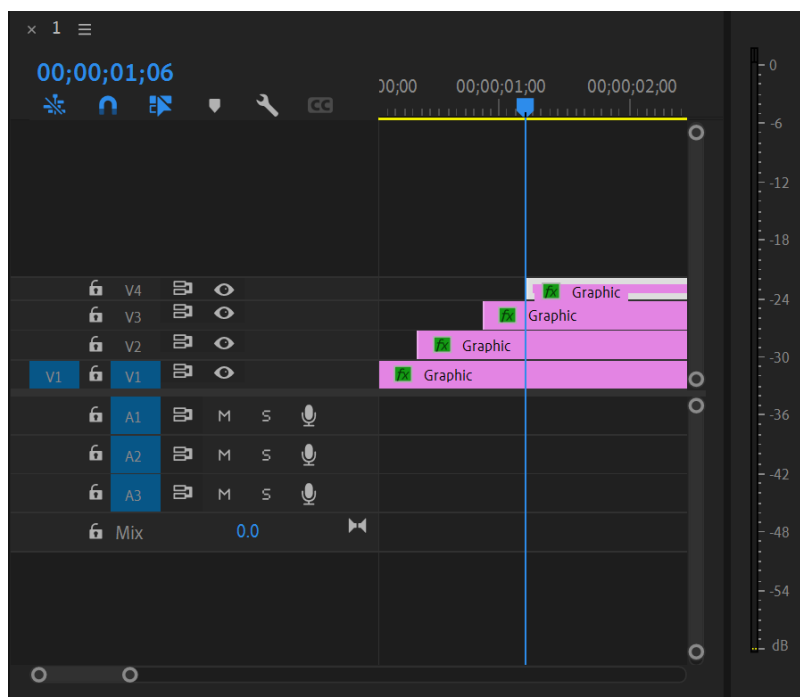 × 1
00;00;01;06
CC
00;00 00;00;01;00 00;00;02;00
V4 fx Graphic
V3 fx Graphic
V2 fx Graphic
V1 V1 fx Graphic
A1 M S
A2 M S
A3 M S
Mix 0.0
0
-6
-12
-18
-24
-30
-36
-42
-48
-54
dB